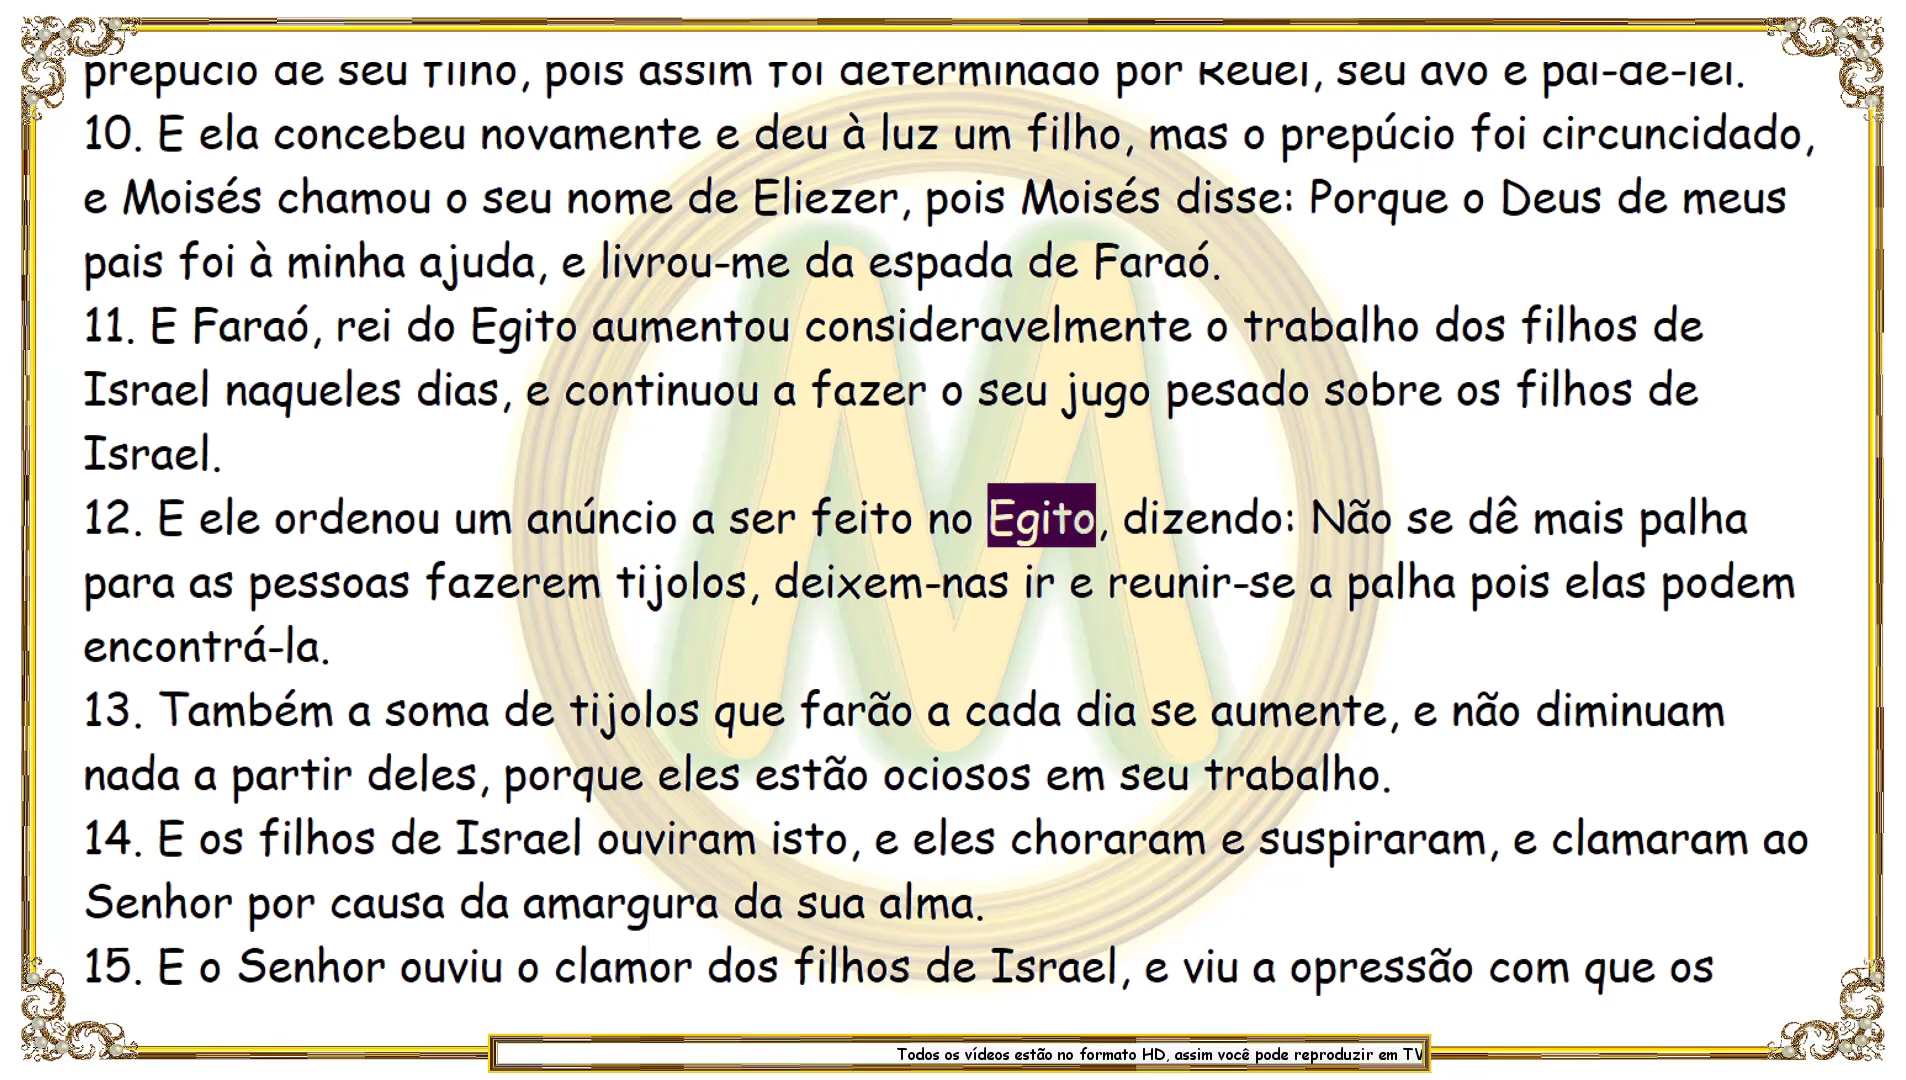 prepúcio de seu filho, pois assim foi determinado por Reuel, seu avô e pai-de-lei.
10. E ela concebeu novamente e deu à luz um filho, mas o prepúcio foi circuncidado,
e Moisés chamou o seu nome de Eliezer, pois Moisés disse: Porque o Deus de meus
pais foi à minha ajuda, e livrou-me da espada de Faraó.
11. E Faraó, rei do Egito aumentou consideravelmente o trabalho dos filhos de
Israel naqueles dias, e continuou a fazer o seu jugo pesado sobre os filhos de
Israel.
12. E ele ordenou um anúncio a ser feito no Egito, dizendo: Não se dê mais palha
para as pessoas fazerem tijolos, deixem-nas ir e reunir-se a palha pois elas podem
encontrá-la.
13. Também a soma de tijolos que farão a cada dia se aumente, e não diminuam
nada a partir deles, porque eles estão ociosos em seu trabalho.
14. E os filhos de Israel ouviram isto, e eles choraram e suspiraram, e clamaram ao
Senhor por causa da amargura da sua alma.
15. E o Senhor ouviu o clamor dos filhos de Israel, e viu a opressão com que os
Todos os vídeos estão no formato HD, assim você pode reproduzir em TV